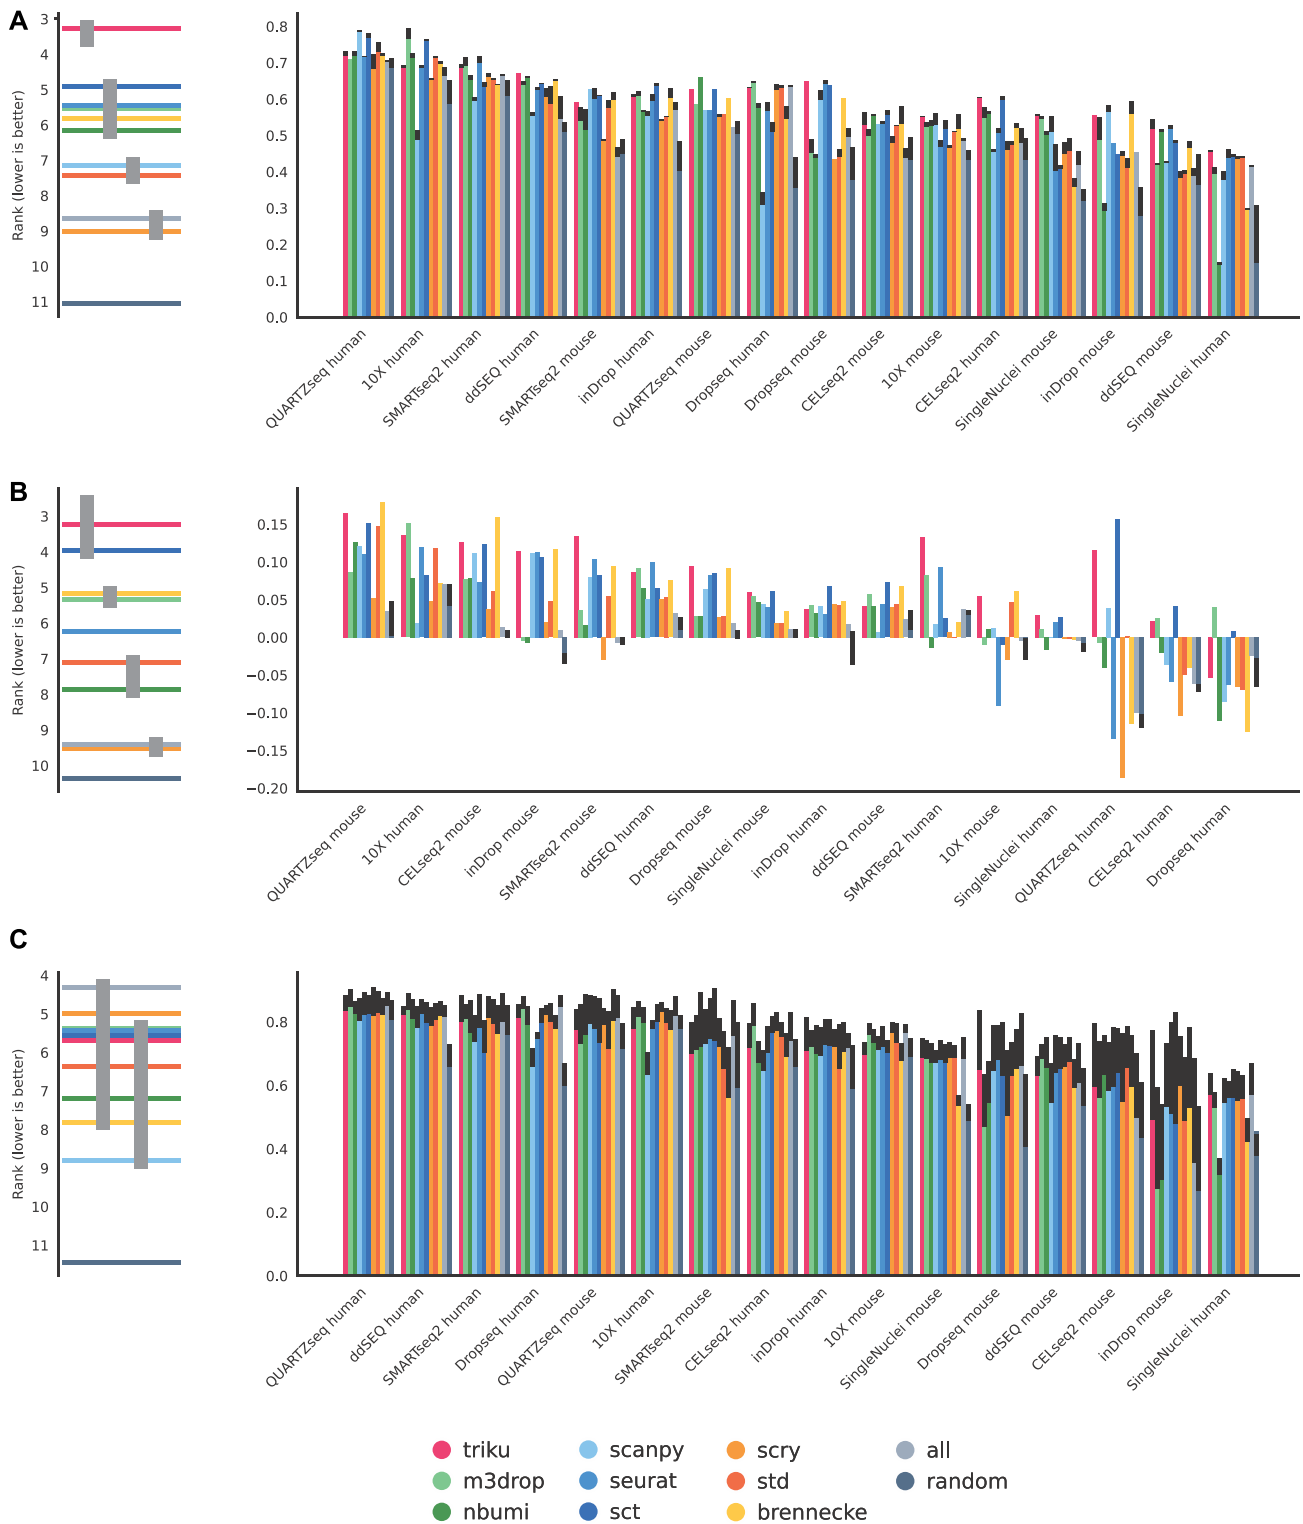 A
Rank (lower is better)
3
4
5
6
7
8
9
10
11
0.8
0.7
0.6
0.5
0.4
0.3
0.2
0.1
0.0
QUARTZseq human
10X human
SMARTseq2 human
ddSEQ human
SMARTseq2 mouse
inDrop human
QUARTZseq mouse
Dropseq human
Dropseq mouse
CELseq2 mouse
10X mouse
CELseq2 human
SingleNuclei mouse
inDrop mouse
ddSEQ mouse
SingleNuclei human
B
Rank (lower is better)
3
4
5
6
7
8
9
10
0.15
0.10
0.05
0.00
−0.05
−0.10
−0.15
−0.20
QUARTZseq mouse
10X human
CELseq2 mouse
inDrop mouse
SMARTseq2 mouse
ddSEQ human
Dropseq mouse
SingleNuclei mouse
inDrop human
ddSEQ mouse
SMARTseq2 human
10X mouse
SingleNuclei human
QUARTZseq human
CELseq2 human
Dropseq human
C
Rank (lower is better)
4
5
6
7
8
9
10
11
0.8
0.6
0.4
0.2
0.0
QUARTZseq human
ddSEQ human
SMARTseq2 human
Dropseq human
QUARTZseq mouse
10X human
SMARTseq2 mouse
CELseq2 human
inDrop human
10X mouse
SingleNuclei mouse
Dropseq mouse
ddSEQ mouse
CELseq2 mouse
inDrop mouse
SingleNuclei human
triku
scanpy
scry
all
m3drop
seurat
std
random
nbumi
sct
brennecke